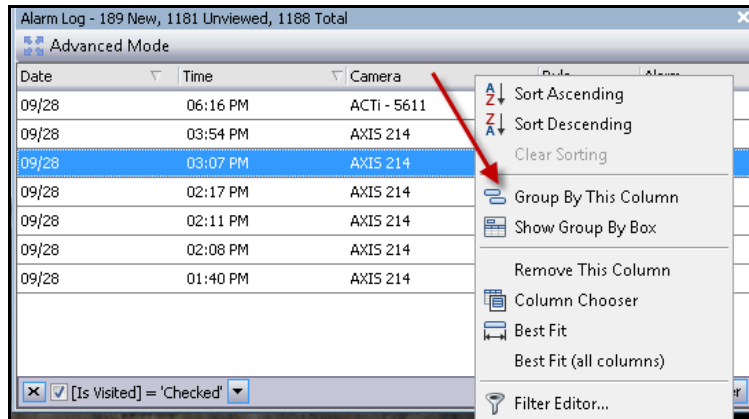 Alarm Log - 189 New, 1181 Unviewed, 1188 Total
Advanced Mode
Date Time Camera
09/28 06:16 PM ACTi - 5611
09/28 03:54 PM AXIS 214
09/28 03:07 PM AXIS 214
09/28 02:17 PM AXIS 214
09/28 02:11 PM AXIS 214
09/28 02:08 PM AXIS 214
09/28 01:40 PM AXIS 214
[Is Visited] = 'Checked'
Sort Ascending
Sort Descending
Clear Sorting
Group By This Column
Show Group By Box
Remove This Column
Column Chooser
Best Fit
Best Fit (all columns)
Filter Editor...